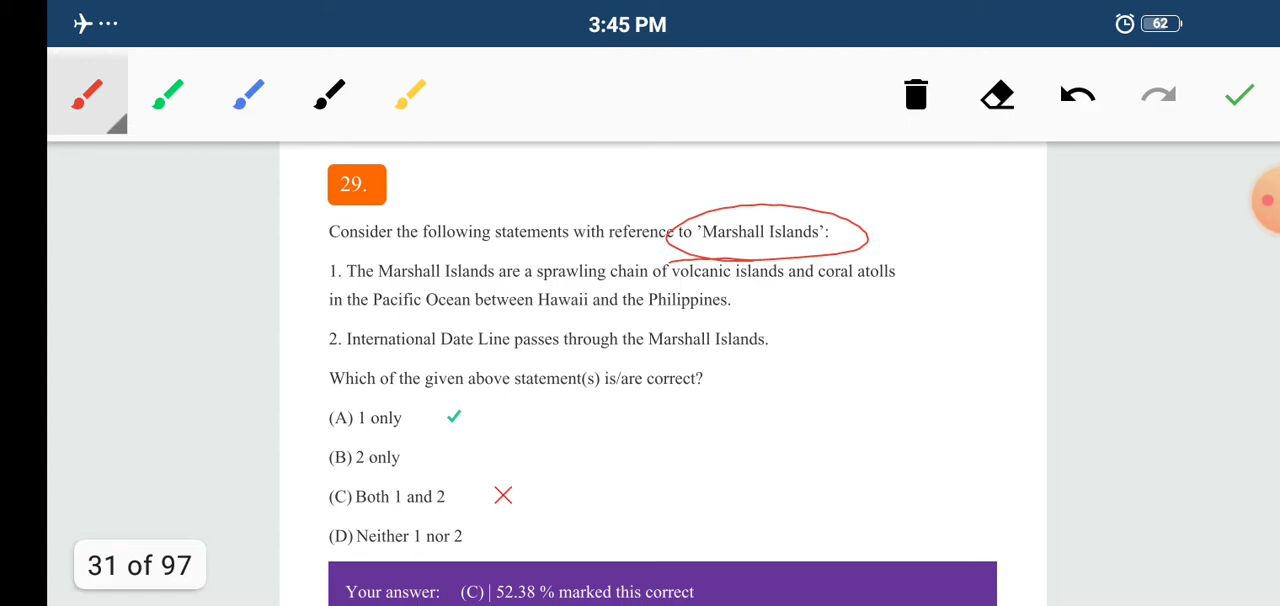 3:45 PM
62
29.
Consider the following statements with reference to ’Marshall Islands’:
1. The Marshall Islands are a sprawling chain of volcanic islands and coral atolls
in the Pacific Ocean between Hawaii and the Philippines.
2. International Date Line passes through the Marshall Islands.
Which of the given above statement(s) is/are correct?
(A) 1 only
(B) 2 only
(C) Both 1 and 2
(D) Neither 1 nor 2
31 of 97
Your answer: (C) | 52.38 % marked this correct